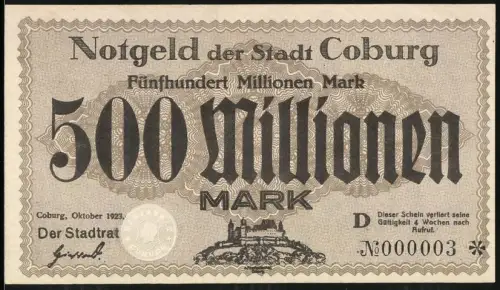 Notgeld der Stadt Coburg
Fünfhundert Millionen Mark
500 Millionen
MARK
Coburg, Oktober 1923.
Der Stadtrat
D
Dieser Schein verliert seine
Gültigkeit 4 Wochen nach
Aufruf.
№000003 *